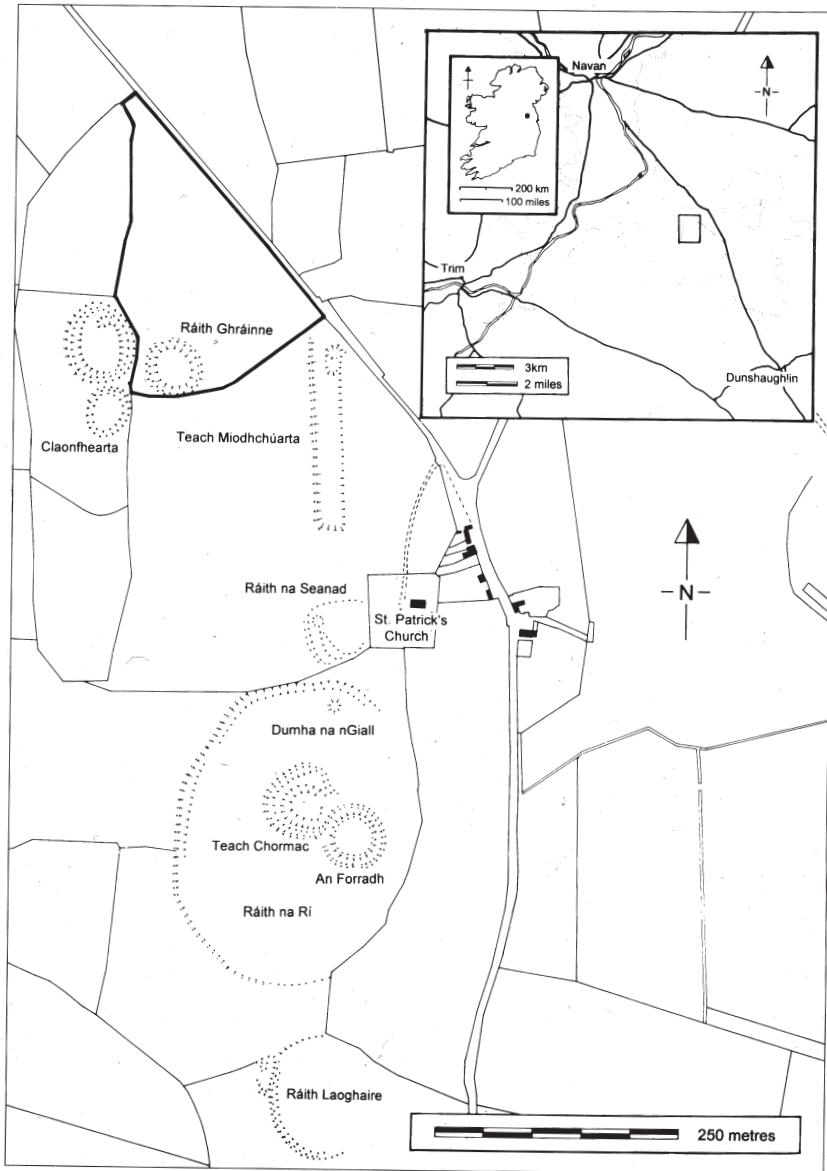 Navan
-N-
200 km
100 miles
Trim
3km
2 miles
Dunshaughlin
Ráith Ghráinne
Claonfhearta
Teach Miodhchúarta
-N-
Ráith na Seanad
St. Patrick's
Church
Dumha na nGiall
Teach Chormac
An Forradh
Ráith na Rí
Ráith Laoghaire
250 metres